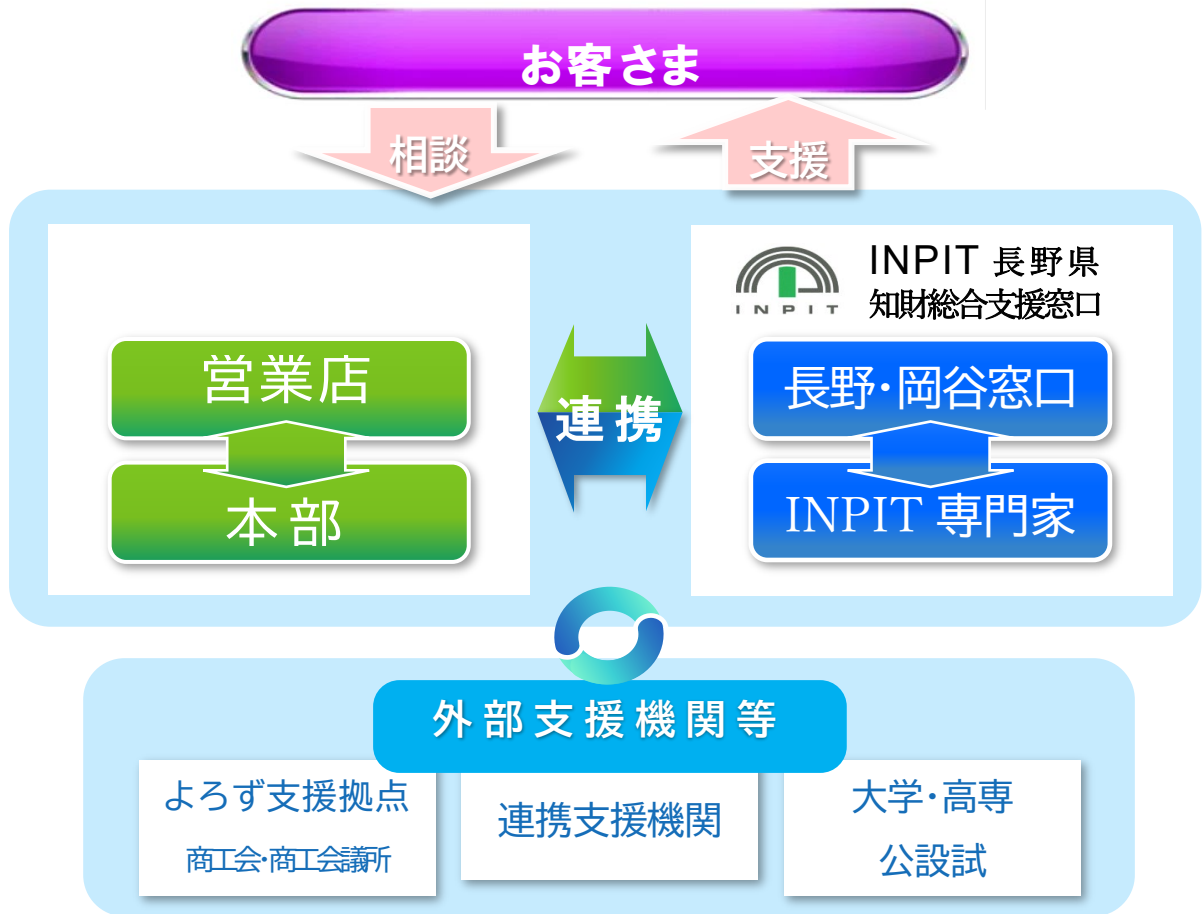 お客さま
相談
支援
INPIT 長野県
知財総合支援窓口
INPIT
営業店
本部
連携
長野・岡谷窓口
INPIT 専門家
外部支援機関等
よろず支援拠点
商工会・商工会議所
連携支援機関
大学・高専
公設試